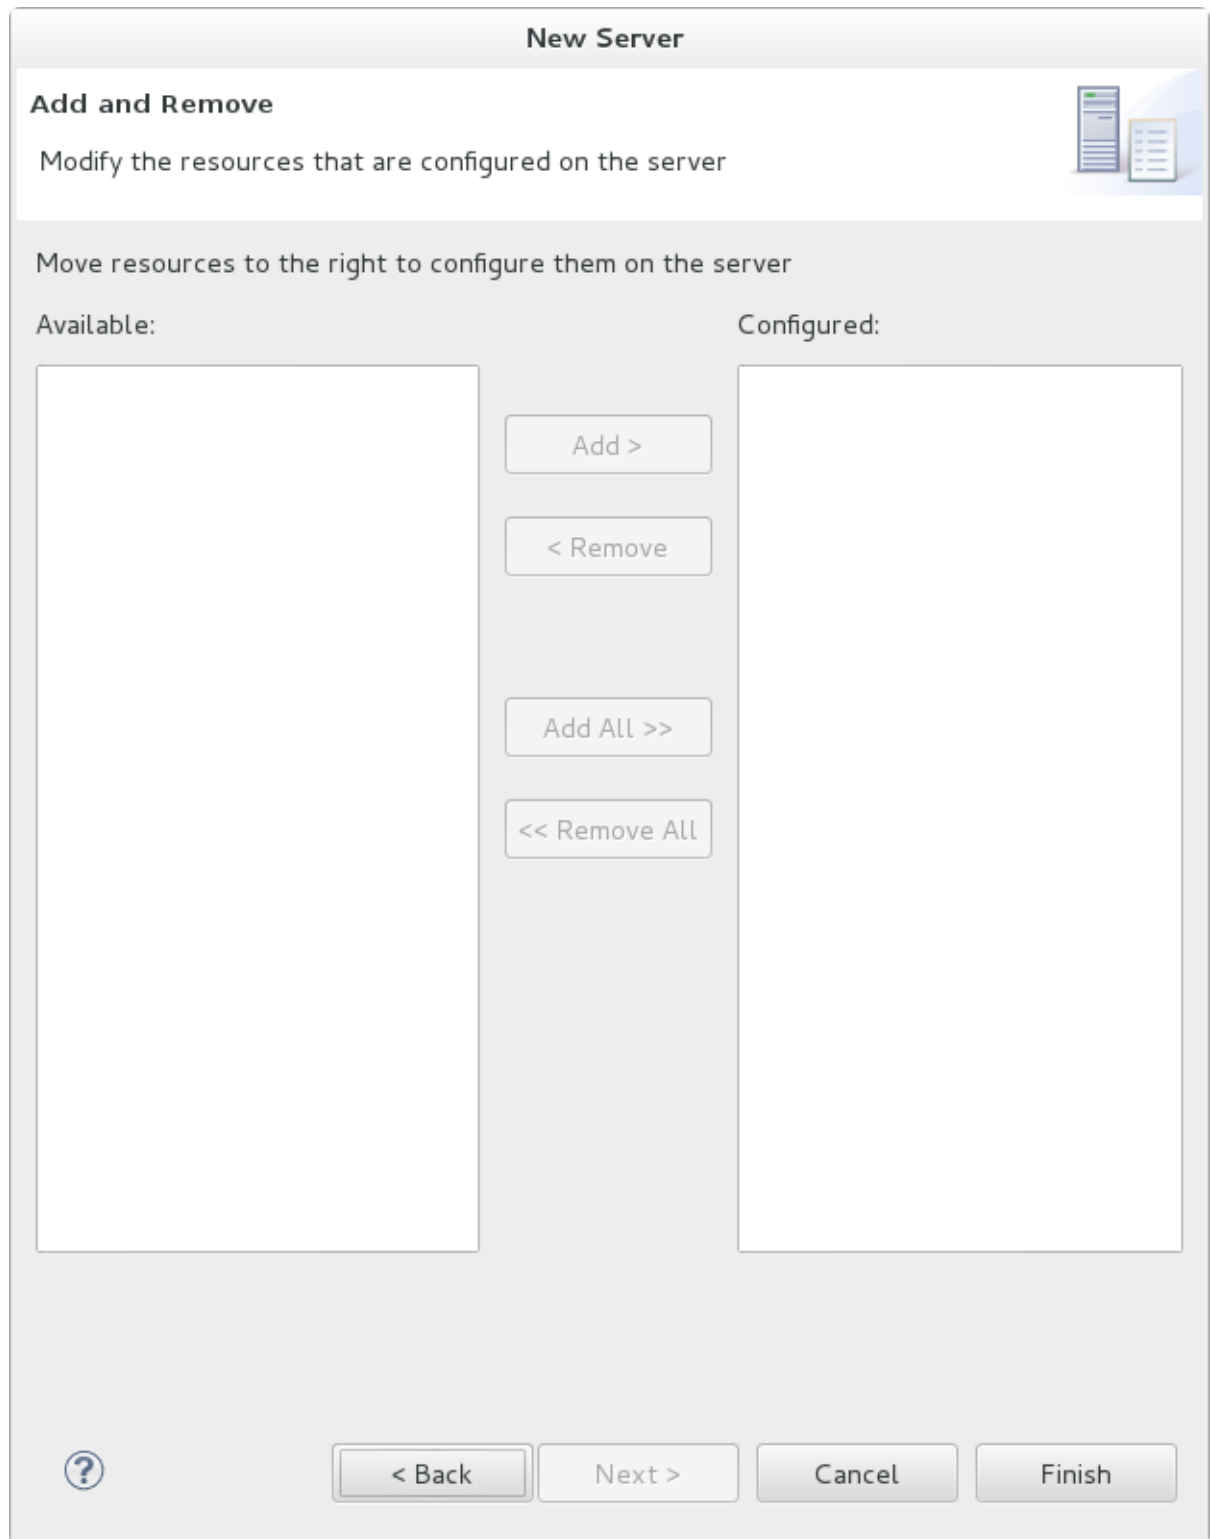 New Server
Add and Remove
Modify the resources that are configured on the server
Move resources to the right to configure them on the server
Available:
Configured:
Add >
< Remove
Add All >>
<< Remove All
?
< Back
Next >
Cancel
Finish